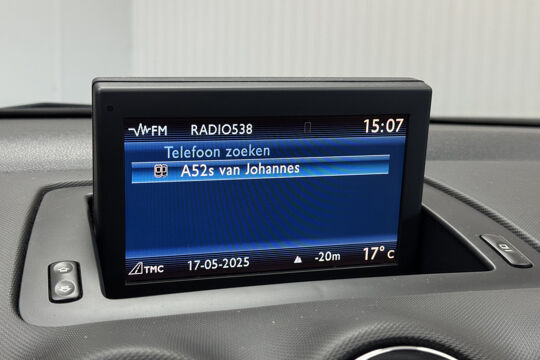 FM RADIO538 15:07
Telefoon zoeken
A52s van Johannes
TMC 17-05-2025 -20m 17° C